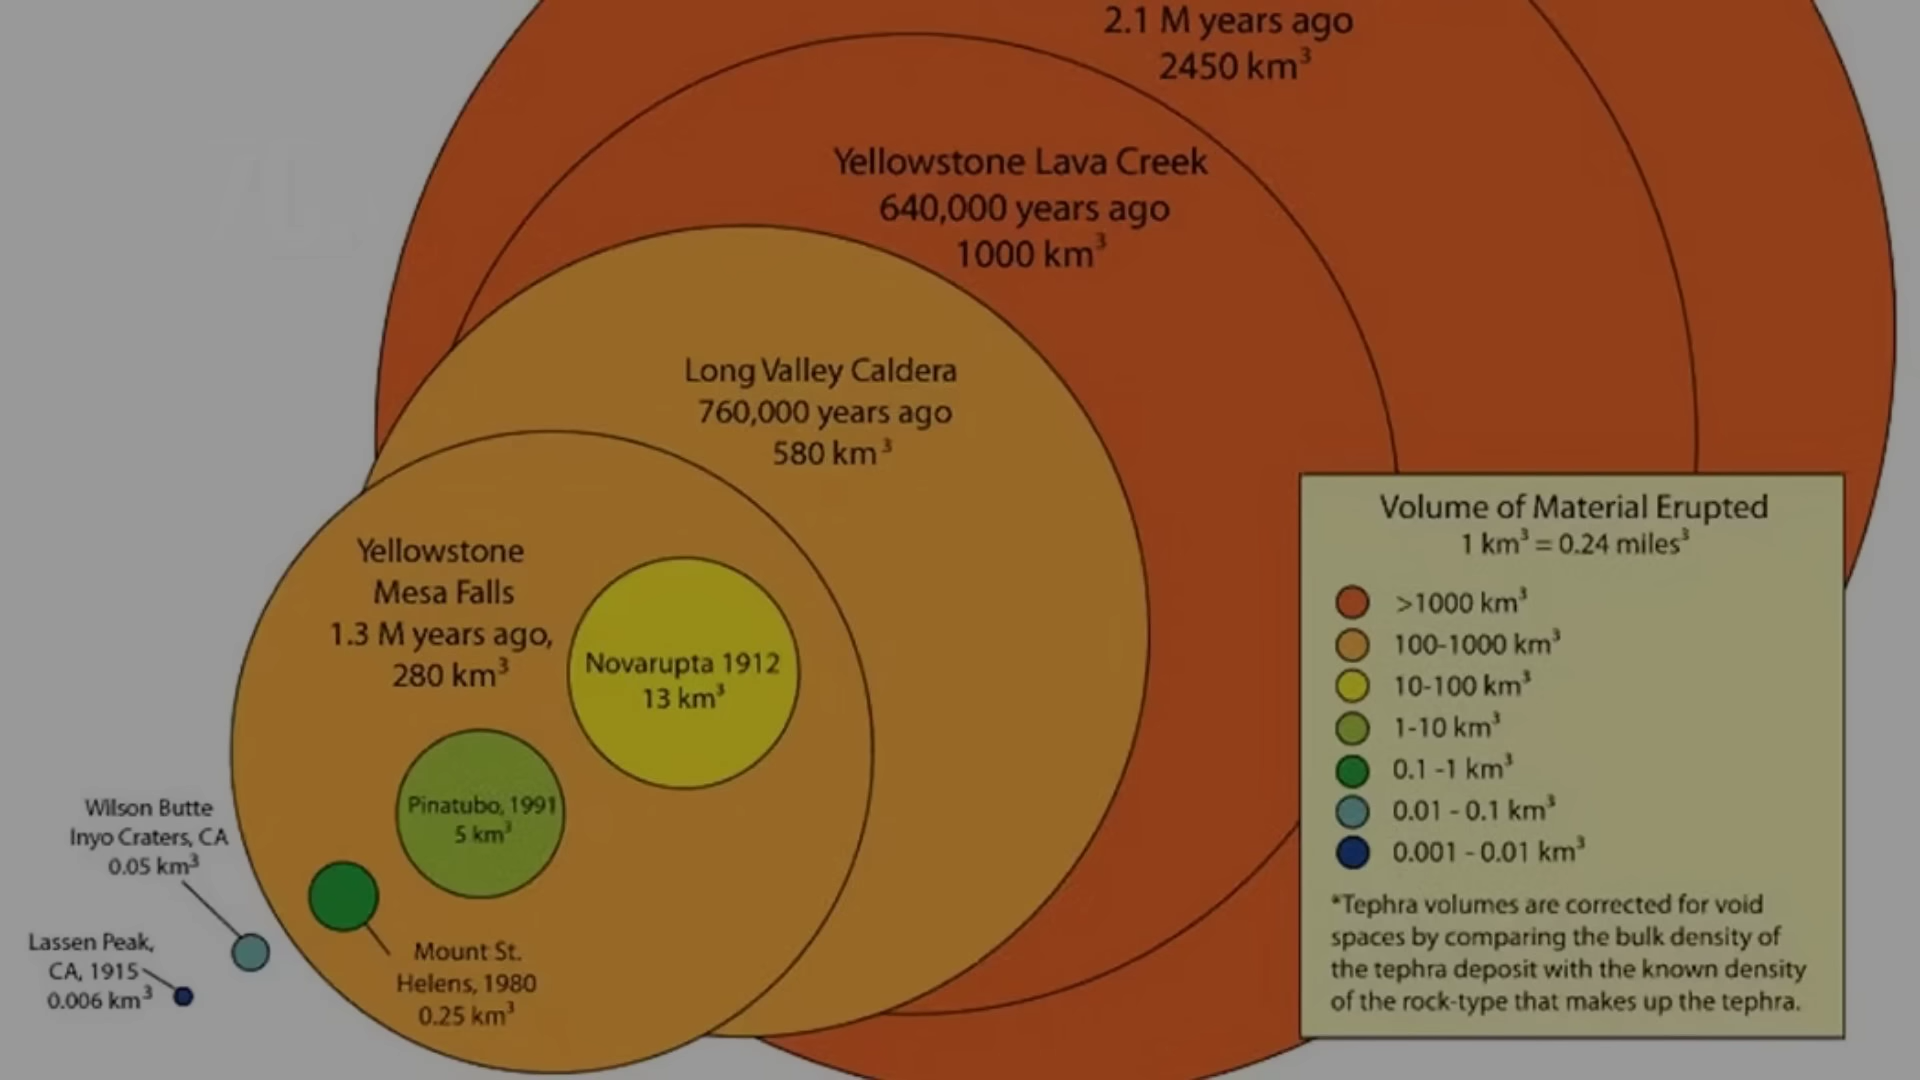 2.1 M years ago
2450 km³
Yellowstone Lava Creek
640,000 years ago
1000 km³
Long Valley Caldera
760,000 years ago
580 km³
Yellowstone
Mesa Falls
1.3 M years ago,
280 km³
Novarupta 1912
13 km³
Pinatubo, 1991
5 km³
Wilson Butte
Inyo Craters, CA
0.05 km³
Lassen Peak,
CA, 1915
0.006 km³
Mount St.
Helens, 1980
0.25 km³
Volume of Material Erupted
1 km³ = 0.24 miles³
>1000 km³
100-1000 km³
10-100 km³
1-10 km³
0.1 -1 km³
0.01 - 0.1 km³
0.001 - 0.01 km³
*Tephra volumes are corrected for void
spaces by comparing the bulk density of
the tephra deposit with the known density
of the rock-type that makes up the tephra.